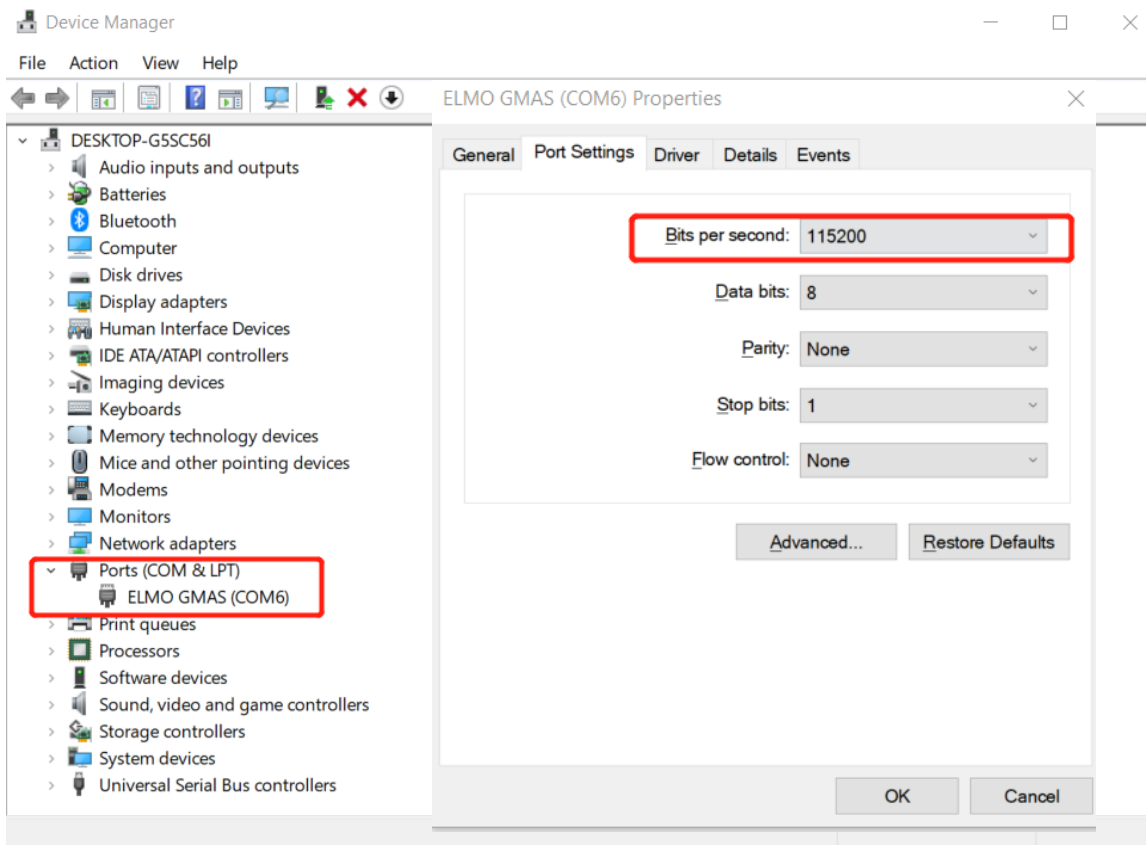 Device Manager
File Action View Help
DESKTOP-G5SC56I
Audio inputs and outputs
Batteries
Bluetooth
Computer
Disk drives
Display adapters
Human Interface Devices
IDE ATA/ATAPI controllers
Imaging devices
Keyboards
Memory technology devices
Mice and other pointing devices
Modems
Monitors
Network adapters
Ports (COM & LPT)
ELMO GMAS (COM6)
Print queues
Processors
Software devices
Sound, video and game controllers
Storage controllers
System devices
Universal Serial Bus controllers
ELMO GMAS (COM6) Properties
General Port Settings Driver Details Events
Bits per second: 115200
Data bits: 8
Parity: None
Stop bits: 1
Flow control: None
Advanced... Restore Defaults
OK Cancel